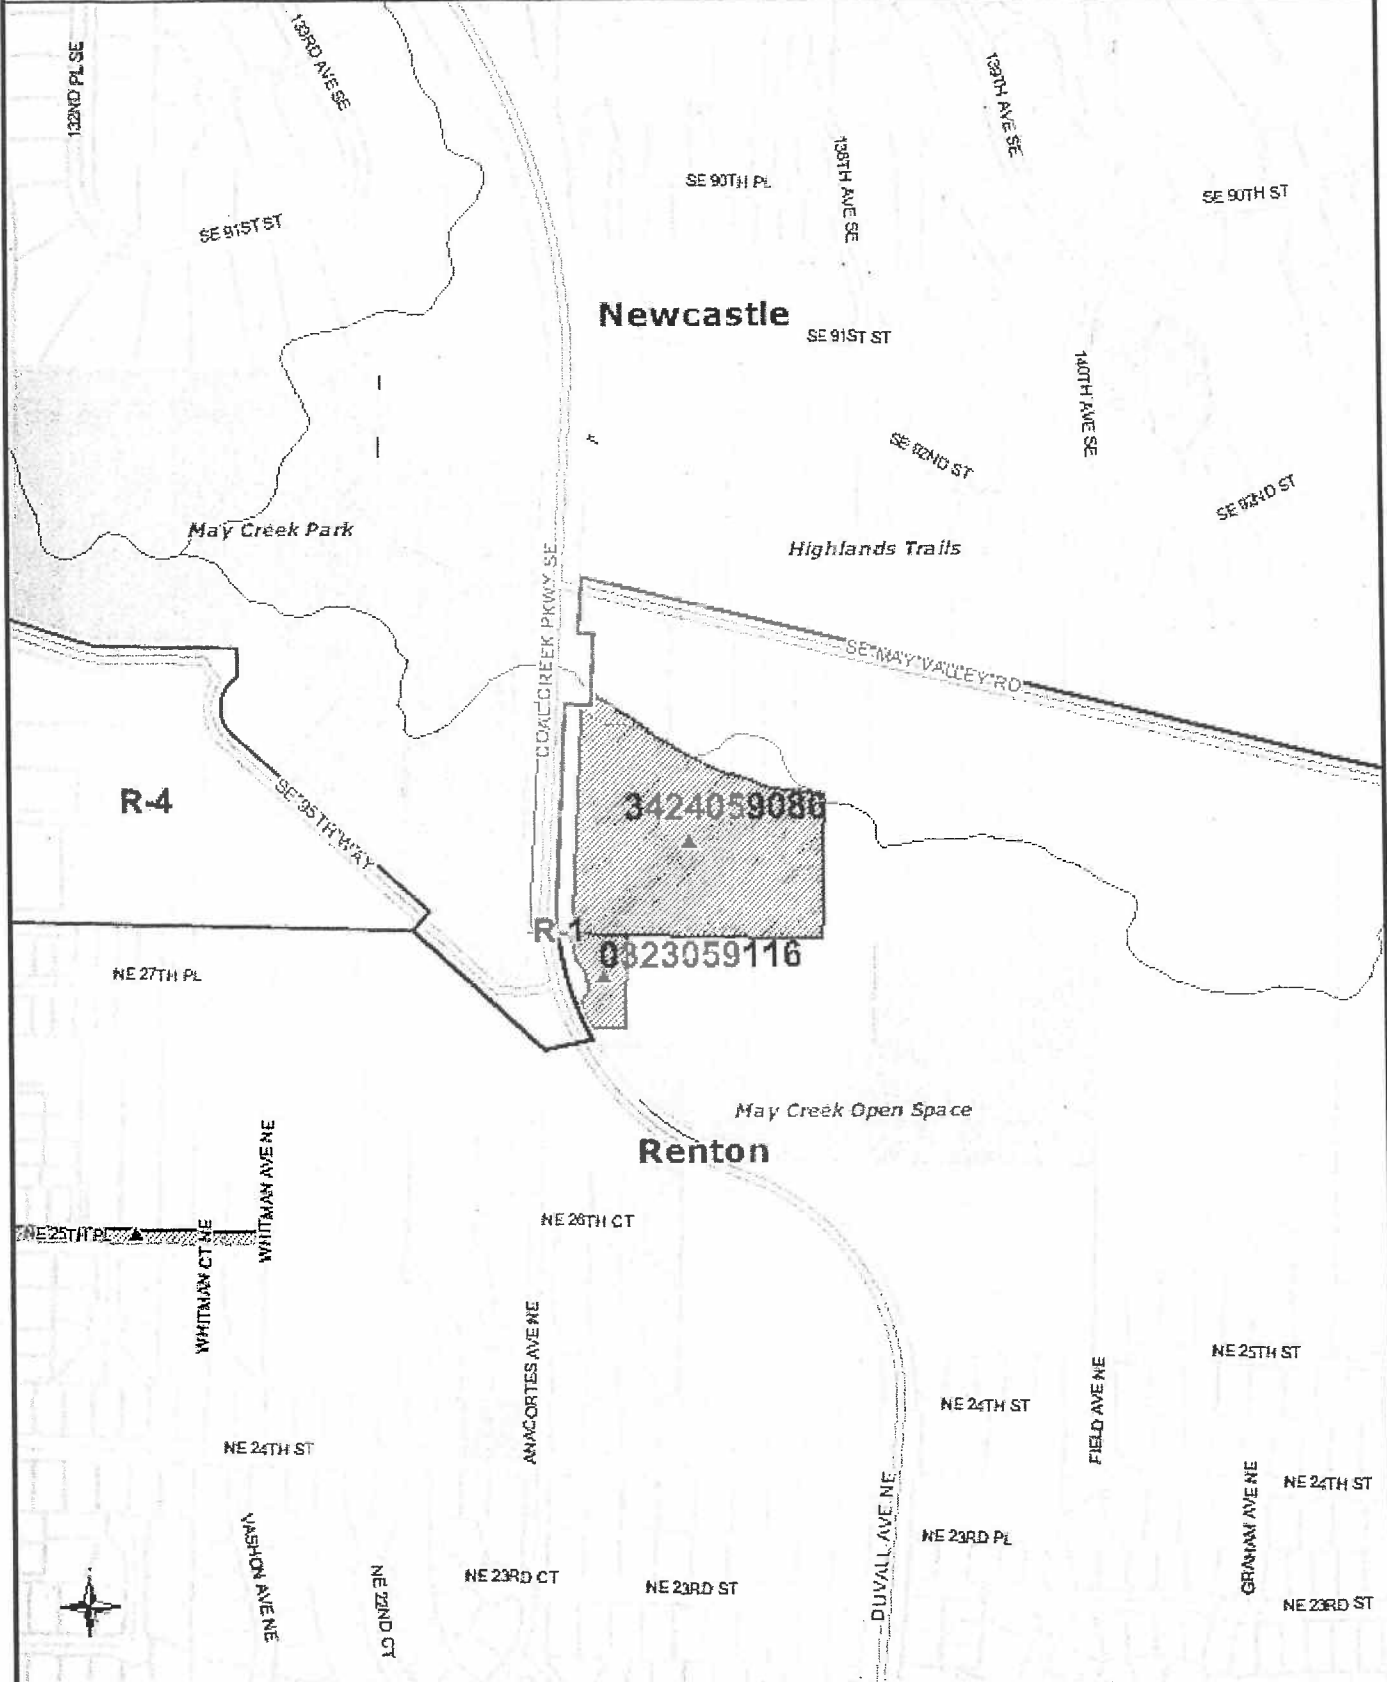 132ND PL SE
133RD AVE SE
139TH AVE SE
138TH AVE SE
SE 90TH PL
SE 90TH ST
SE 91ST ST
Newcastle
SE 91ST ST
140TH AVE SE
SE 92ND ST
SE 92ND ST
May Creek Park
Highlands Trails
COAL CREEK PKWY SE
SE MAY VALLEY RD
R-4
SE 95TH WAY
3424059086
R-1
0323059116
NE 27TH PL
May Creek Open Space
Renton
WHITMAN AVE NE
NE 25TH PL
WHITMAN CT NE
NE 26TH CT
ANACORTES AVE NE
NE 25TH ST
FIELD AVE NE
NE 24TH ST
NE 24TH ST
NE 24TH ST
GRAHAM AVE NE
DUVALL AVE NE
NE 23RD PL
VASHON AVE NE
NE 22ND CT
NE 23RD CT
NE 23RD ST
NE 23RD ST